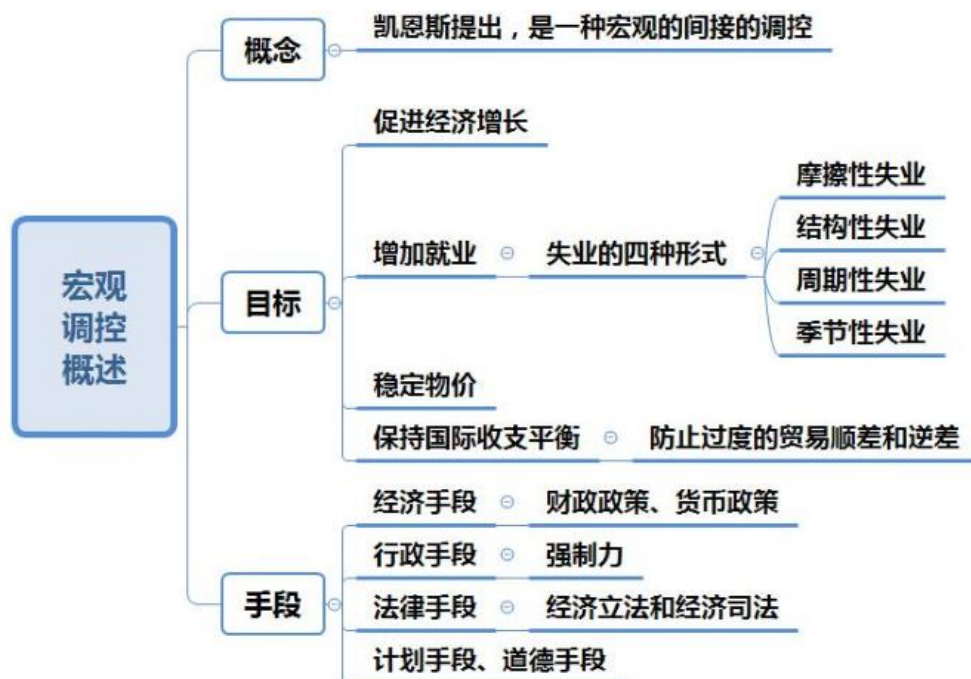 宏观
调控
概述
概念
凯恩斯提出，是一种宏观的间接的调控
目标
促进经济增长
增加就业
失业的四种形式
摩擦性失业
结构性失业
周期性失业
季节性失业
稳定物价
保持国际收支平衡
防止过度的贸易顺差和逆差
手段
经济手段
财政政策、货币政策
行政手段
强制力
法律手段
经济立法和经济司法
计划手段、道德手段